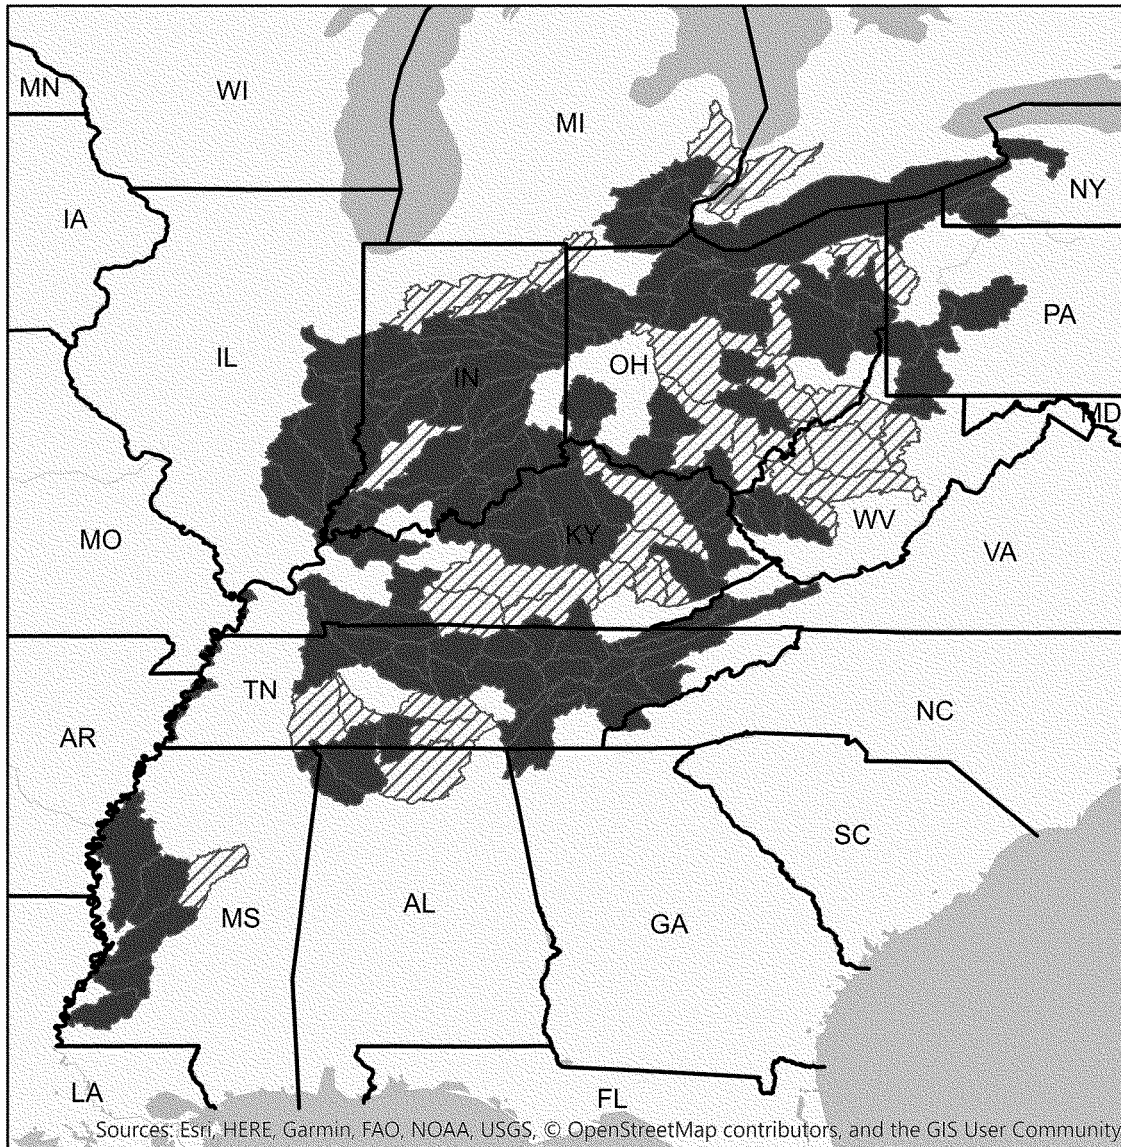 MN
WI
MI
NY
IA
PA
IL
IN
OH
MD
MO
KY
WV
VA
TN
NC
AR
SC
MS
AL
GA
LA
FL
Sources: Esri, HERE, Garmin, FAO, NOAA, USGS, © OpenStreetMap contributors, and the GIS User Community